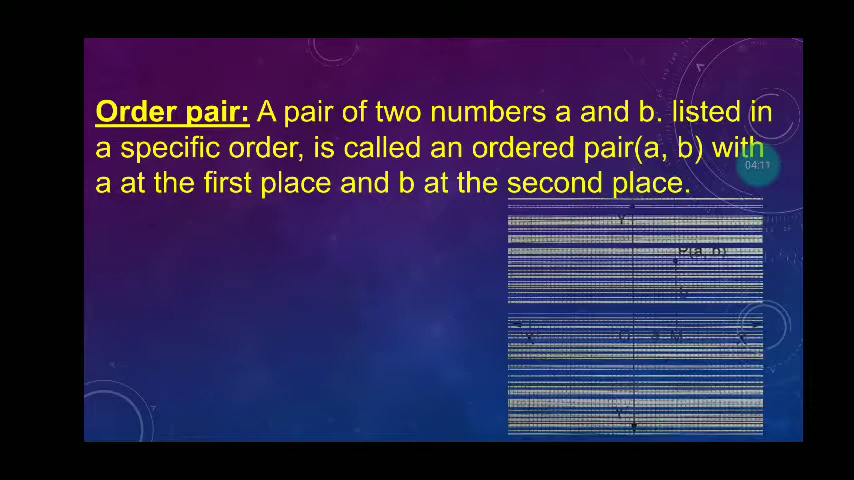 Order pair: A pair of two numbers a and b. listed in
a specific order, is called an ordered pair(a, b) with
a at the first place and b at the second place.
04:11
Y
P(a, b)
O a M
Y'